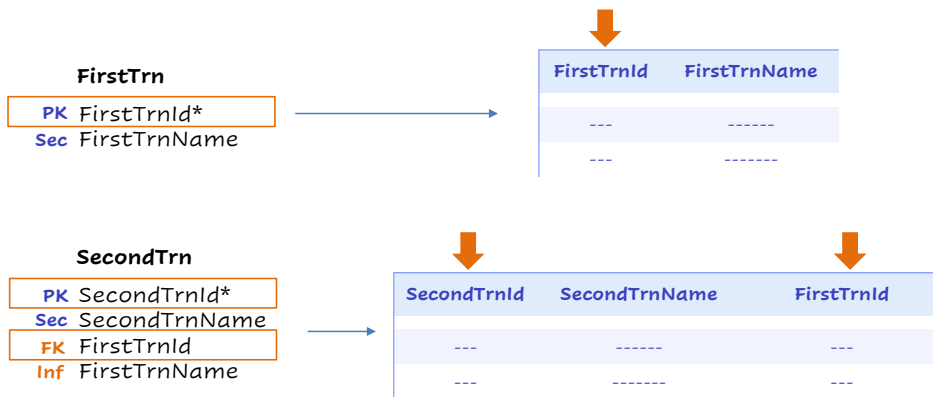 FirstTrn
PK FirstTrnId*
Sec FirstTrnName
FirstTrnId FirstTrnName
--- ------
--- -------
SecondTrn
PK SecondTrnId*
Sec SecondTrnName
FK FirstTrnId
Inf FirstTrnName
SecondTrnId SecondTrnName FirstTrnId
--- ------ ---
--- ------- ---